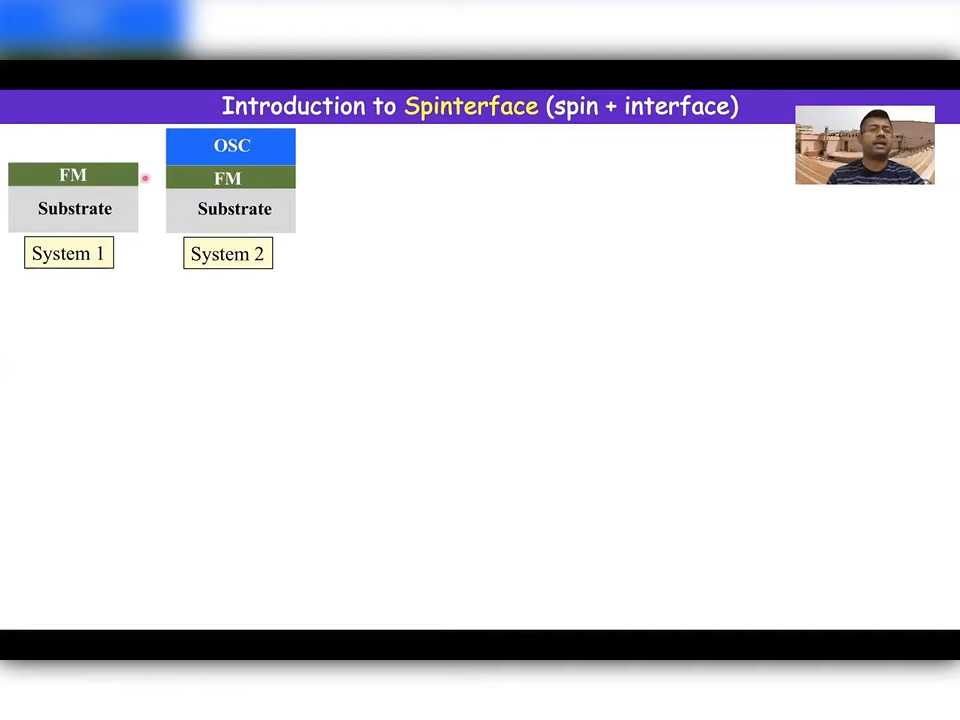 Introduction to Spinterface (spin + interface)
FM
Substrate
System 1
OSC
FM
Substrate
System 2